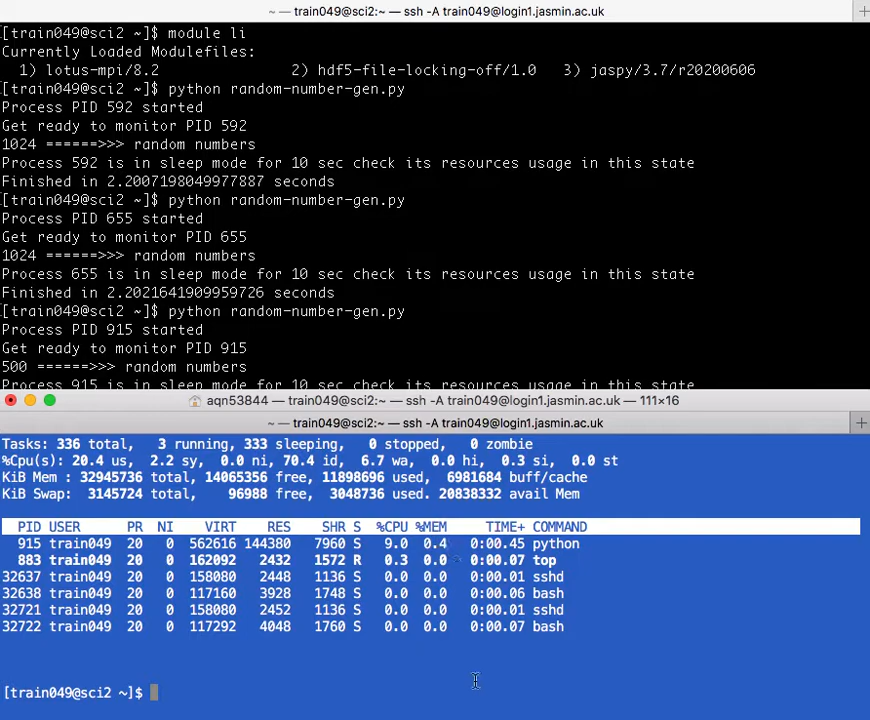 ~ — train049@sci2:~ — ssh -A train049@login1.jasmin.ac.uk
[train049@sci2 ~]$ module li
Currently Loaded Modulefiles:
1) lotus-mpi/8.2 2) hdf5-file-locking-off/1.0 3) jaspy/3.7/r20200606
[train049@sci2 ~]$ python random-number-gen.py
Process PID 592 started
Get ready to monitor PID 592
1024 ======>>> random numbers
Process 592 is in sleep mode for 10 sec check its resources usage in this state
Finished in 2.2007198049977887 seconds
[train049@sci2 ~]$ python random-number-gen.py
Process PID 655 started
Get ready to monitor PID 655
1024 ======>>> random numbers
Process 655 is in sleep mode for 10 sec check its resources usage in this state
Finished in 2.2021641909959726 seconds
[train049@sci2 ~]$ python random-number-gen.py
Process PID 915 started
Get ready to monitor PID 915
500 ======>>> random numbers
Process 915 is in sleep mode for 10 sec check its resources usage in this state
aqn53844 — train049@sci2:~ — ssh -A train049@login1.jasmin.ac.uk — 111×16
~ — train049@sci2:~ — ssh -A train049@login1.jasmin.ac.uk
Tasks: 336 total, 3 running, 333 sleeping, 0 stopped, 0 zombie
%Cpu(s): 20.4 us, 2.2 sy, 0.0 ni, 70.4 id, 6.7 wa, 0.0 hi, 0.3 si, 0.0 st
KiB Mem : 32945736 total, 14065356 free, 11898696 used, 6981684 buff/cache
KiB Swap: 3145724 total, 96988 free, 3048736 used. 20838332 avail Mem
PID USER PR NI VIRT RES SHR S %CPU %MEM TIME+ COMMAND
915 train049 20 0 562616 144380 7960 S 9.0 0.4 0:00.45 python
883 train049 20 0 162092 2432 1572 R 0.3 0.0 0:00.07 top
32637 train049 20 0 158080 2448 1136 S 0.0 0.0 0:00.01 sshd
32638 train049 20 0 117160 3928 1748 S 0.0 0.0 0:00.06 bash
32721 train049 20 0 158080 2452 1136 S 0.0 0.0 0:00.01 sshd
32722 train049 20 0 117292 4048 1760 S 0.0 0.0 0:00.07 bash
[train049@sci2 ~]$